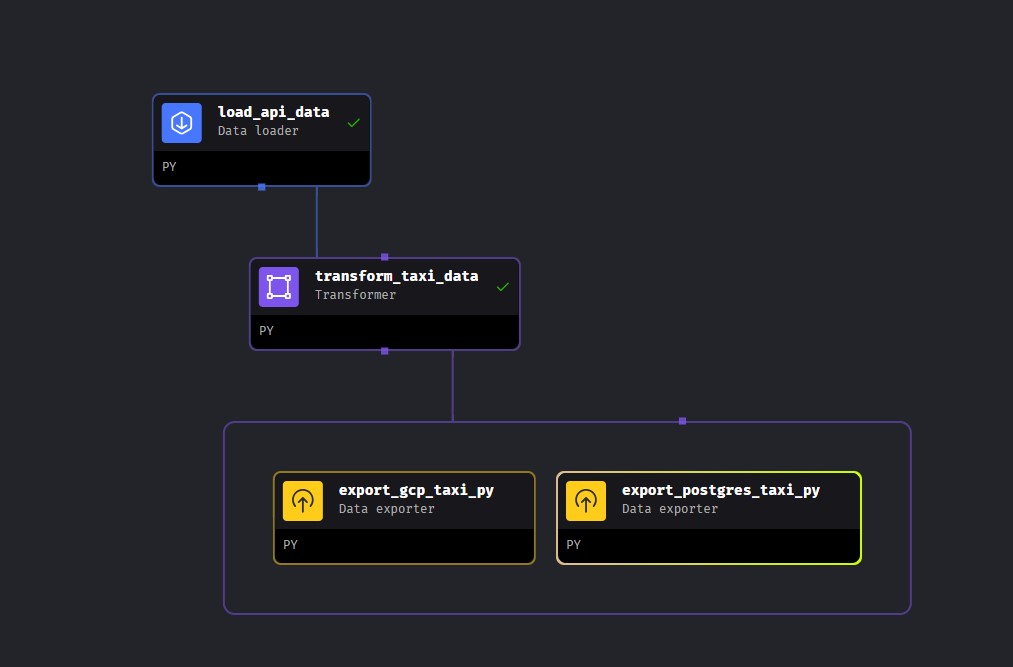 load_api_data
Data loader
PY
transform_taxi_data
Transformer
PY
export_gcp_taxi_py
Data exporter
PY
export_postgres_taxi_py
Data exporter
PY